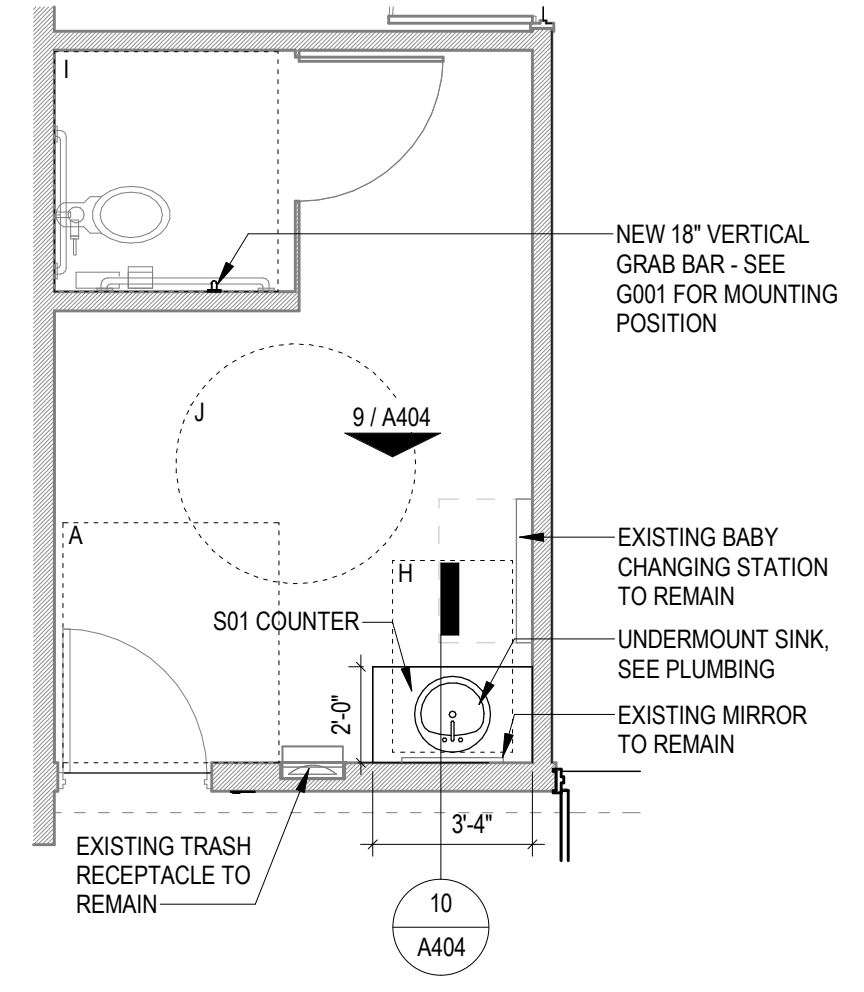 I
NEW 18" VERTICAL
GRAB BAR - SEE
G001 FOR MOUNTING
POSITION
J
9 / A404
A
H
EXISTING BABY
CHANGING STATION
TO REMAIN
S01 COUNTER
UNDERMOUNT SINK,
SEE PLUMBING
2'-0"
EXISTING MIRROR
TO REMAIN
3'-4"
EXISTING TRASH
RECEPTACLE TO
REMAIN
10
A404